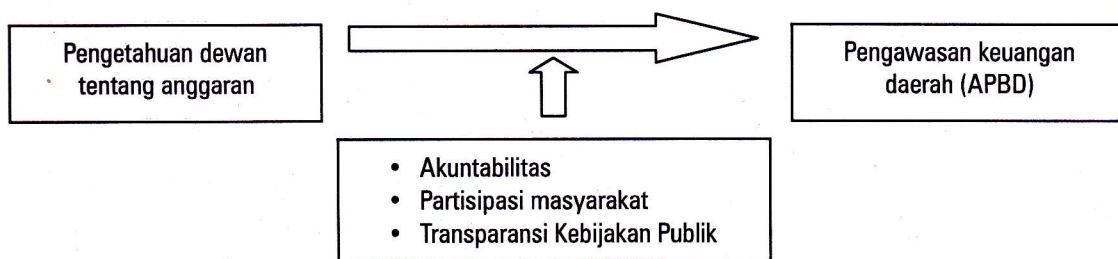 Pengetahuan dewan
tentang anggaran
Pengawasan keuangan
daerah (APBD)
• Akuntabilitas
• Partisipasi masyarakat
• Transparansi Kebijakan Publik